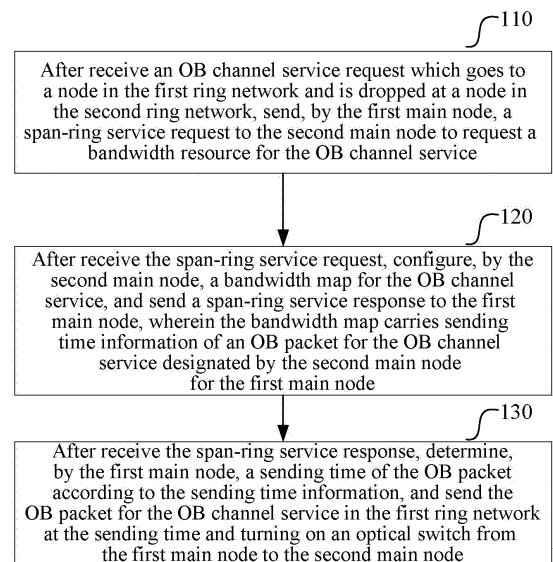 110
After receive an OB channel service request which goes to
a node in the first ring network and is dropped at a node in
the second ring network, send, by the first main node, a
span-ring service request to the second main node to request a
bandwidth resource for the OB channel service
120
After receive the span-ring service request, configure, by the
second main node, a bandwidth map for the OB channel
service, and send a span-ring service response to the first
main node, wherein the bandwidth map carries sending
time information of an OB packet for the OB channel
service designated by the second main node
for the first main node
130
After receive the span-ring service response, determine,
by the first main node, a sending time of the OB packet
according to the sending time information, and send the
OB packet for the OB channel service in the first ring network
at the sending time and turning on an optical switch from
the first main node to the second main node